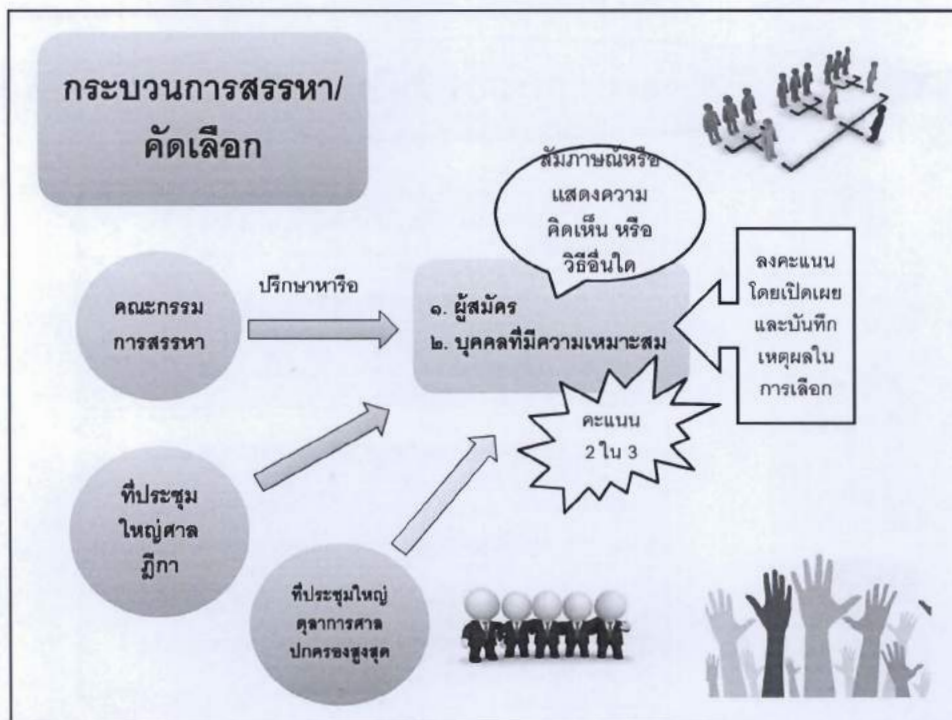 กระบวนการสรรหา/
คัดเลือก
สัมภาษณ์หรือ
แสดงความ
คิดเห็น หรือ
วิธีอื่นใด
คณะกรรม
การสรรหา
ปรึกษาหารือ
๑. ผู้สมัคร
๒. บุคคลที่มีความเหมาะสม
ลงคะแนน
โดยเปิดเผย
และบันทึก
เหตุผลใน
การเลือก
คะแนน
2 ใน 3
ที่ประชุม
ใหญ่ศาล
ฎีกา
ที่ประชุมใหญ่
ตุลาการศาล
ปกครองสูงสุด